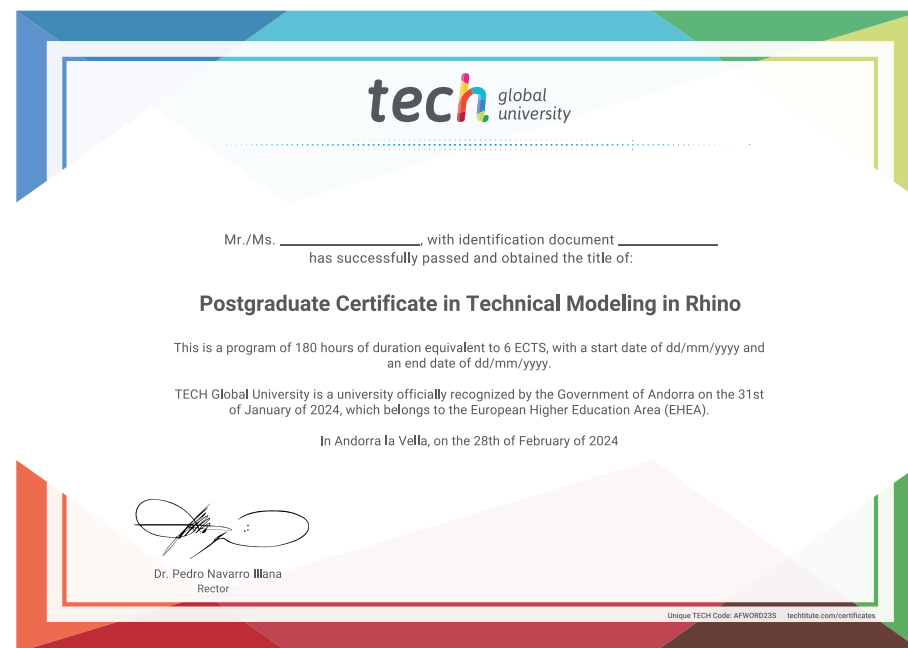 tech global university
Mr./Ms. ____________________, with identification document ______________
has successfully passed and obtained the title of:
Postgraduate Certificate in Technical Modeling in Rhino
This is a program of 180 hours of duration equivalent to 6 ECTS, with a start date of dd/mm/yyyy and
an end date of dd/mm/yyyy.
TECH Global University is a university officially recognized by the Government of Andorra on the 31st
of January of 2024, which belongs to the European Higher Education Area (EHEA).
In Andorra la Vella, on the 28th of February of 2024
Dr. Pedro Navarro Illana
Rector
Unique TECH Code: AFWORD23S techtitute.com/certificates